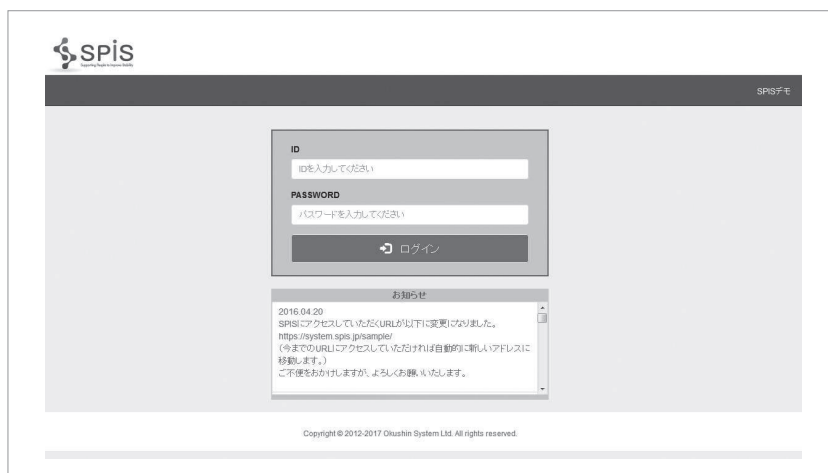 SPiS
Supporting People to Improve Stability
SPISデモ
ID
IDを入力してください
PASSWORD
パスワードを入力してください
ログイン
お知らせ
2016.04.20
SPISにアクセスしていただくURLが以下に変更になりました。
https://system.spis.jp/sample/
(今までのURLにアクセスしていただければ自動的に新しいアドレスに
移動します。)
ご不便をおかけしますが、よろしくお願いいたします。
Copyright © 2012-2017 Okushin System Ltd. All rights reserved.